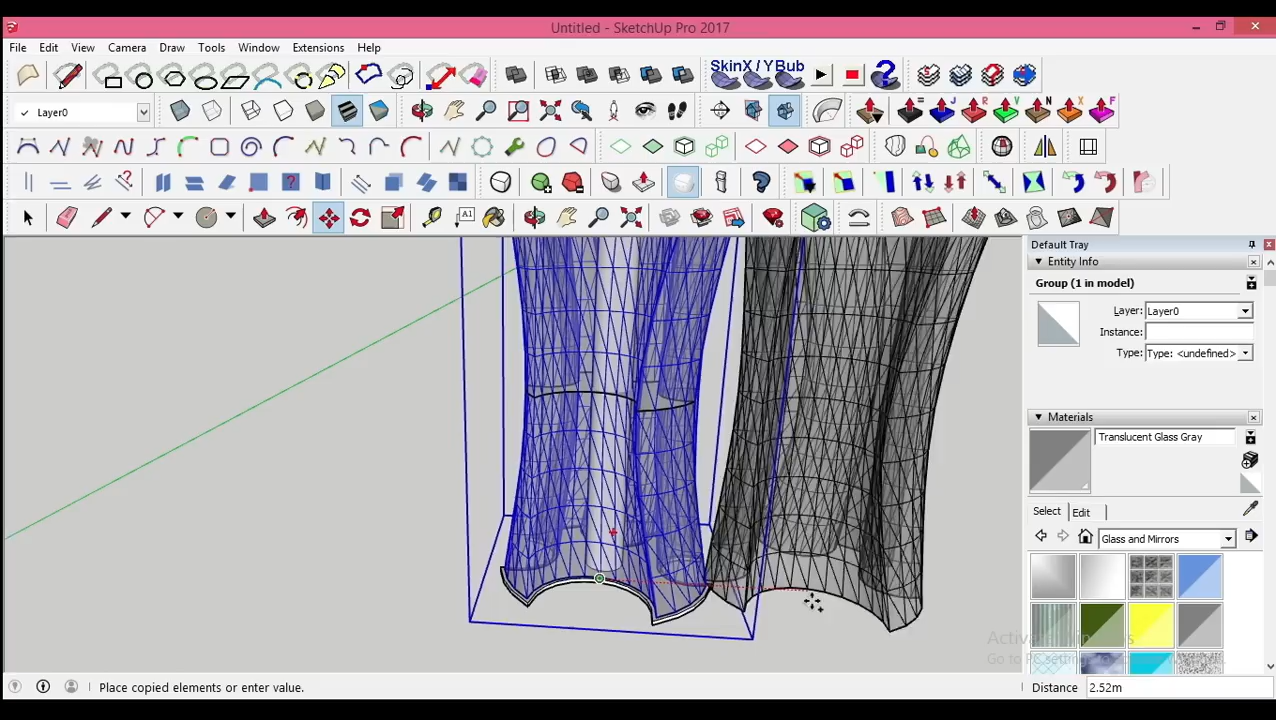 Untitled - SketchUp Pro 2017
File Edit View Camera Draw Tools Window Extensions Help
SkinX / YBub
= J R V N X F
Layer0
A1
Default Tray
Entity Info
Group (1 in model)
Layer: Layer0
Instance:
Type: Type: <undefined>
Materials
Translucent Glass Gray
Select Edit
Glass and Mirrors
Place copied elements or enter value.
Distance 2.52m